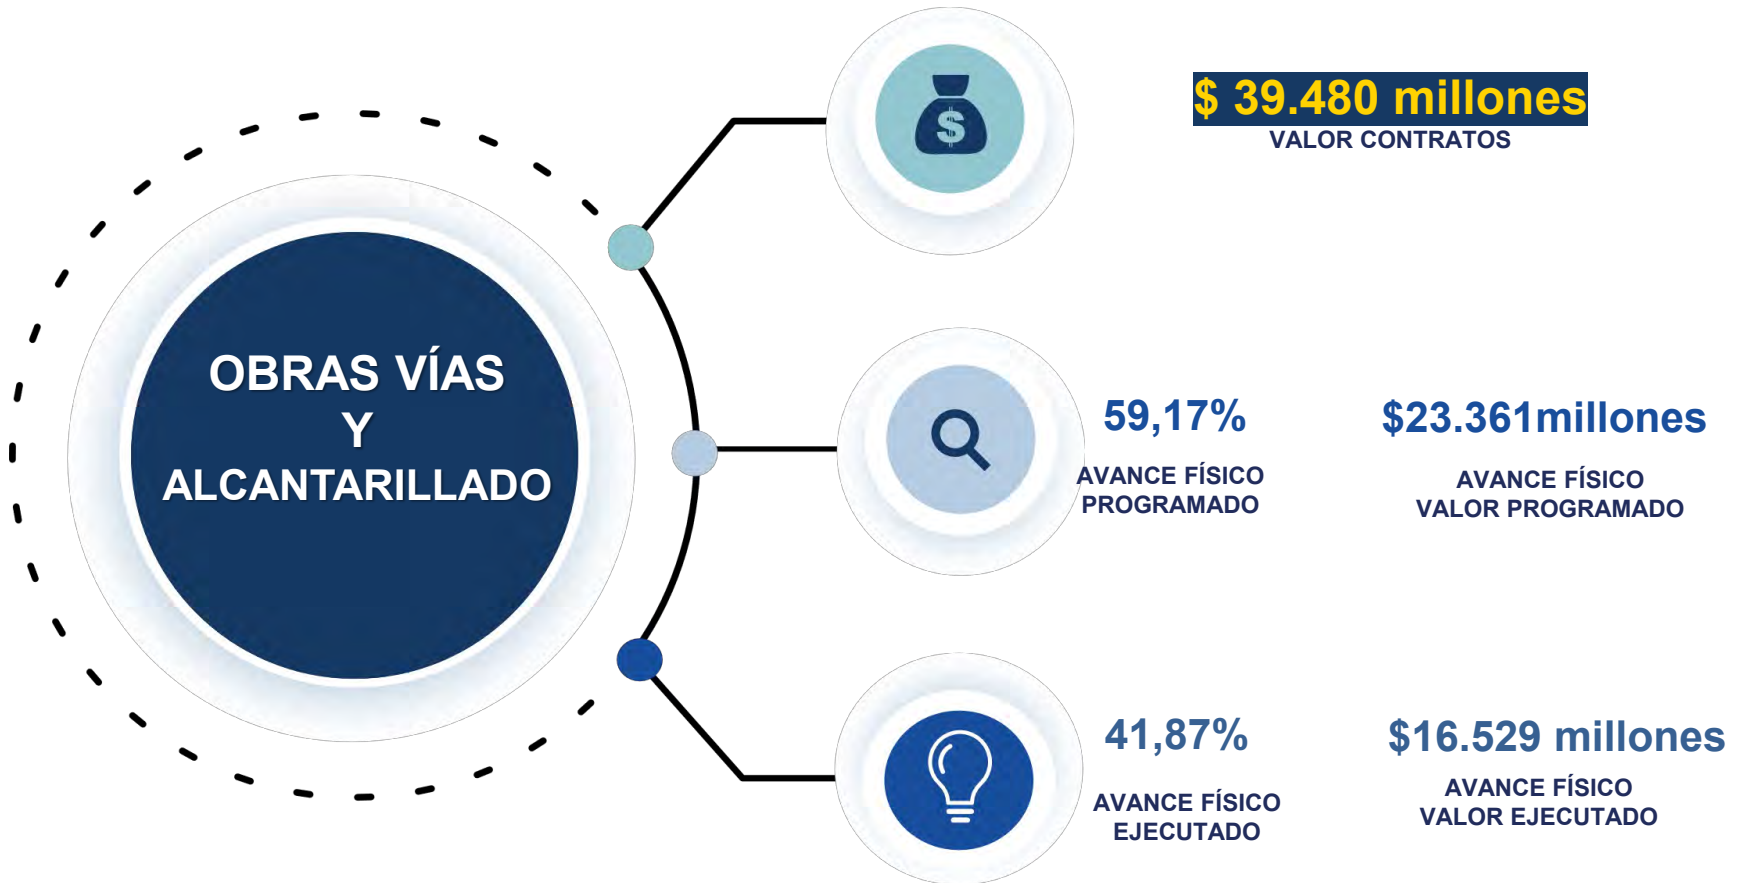 OBRAS VÍAS
Y
ALCANTARILLADO
$
$ 39.480 millones
VALOR CONTRATOS
59,17%
AVANCE FÍSICO
PROGRAMADO
$23.361millones
AVANCE FÍSICO
VALOR PROGRAMADO
41,87%
AVANCE FÍSICO
EJECUTADO
$16.529 millones
AVANCE FÍSICO
VALOR EJECUTADO